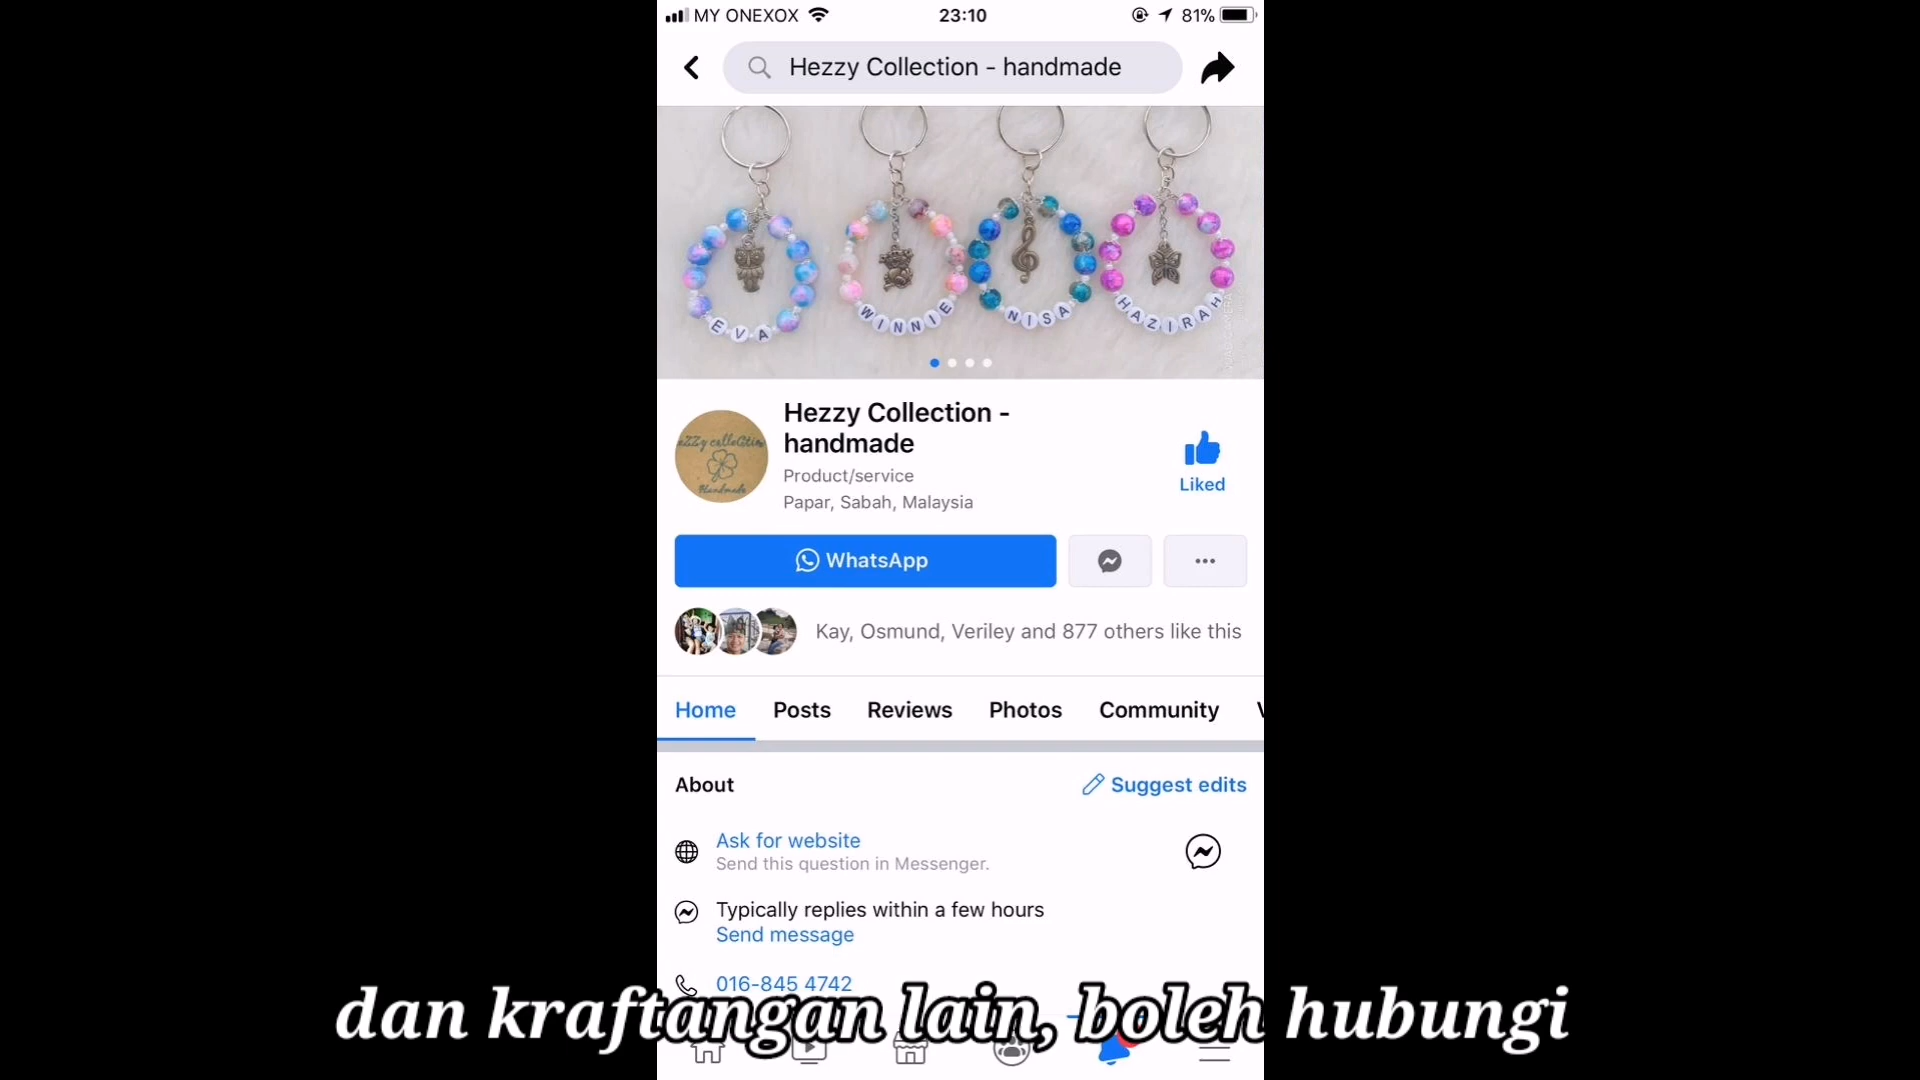 MY ONEXOX
23:10
81%
Hezzy Collection - handmade
EVA
WINNIE
NISA
HAZIRAH
Hezzy Collection -
handmade
Product/service
Papar, Sabah, Malaysia
Liked
WhatsApp
Kay, Osmund, Veriley and 877 others like this
Home Posts Reviews Photos Community
About
Suggest edits
Ask for website
Send this question in Messenger.
Typically replies within a few hours
Send message
016-845 4742
dan kraftangan lain, boleh hubungi